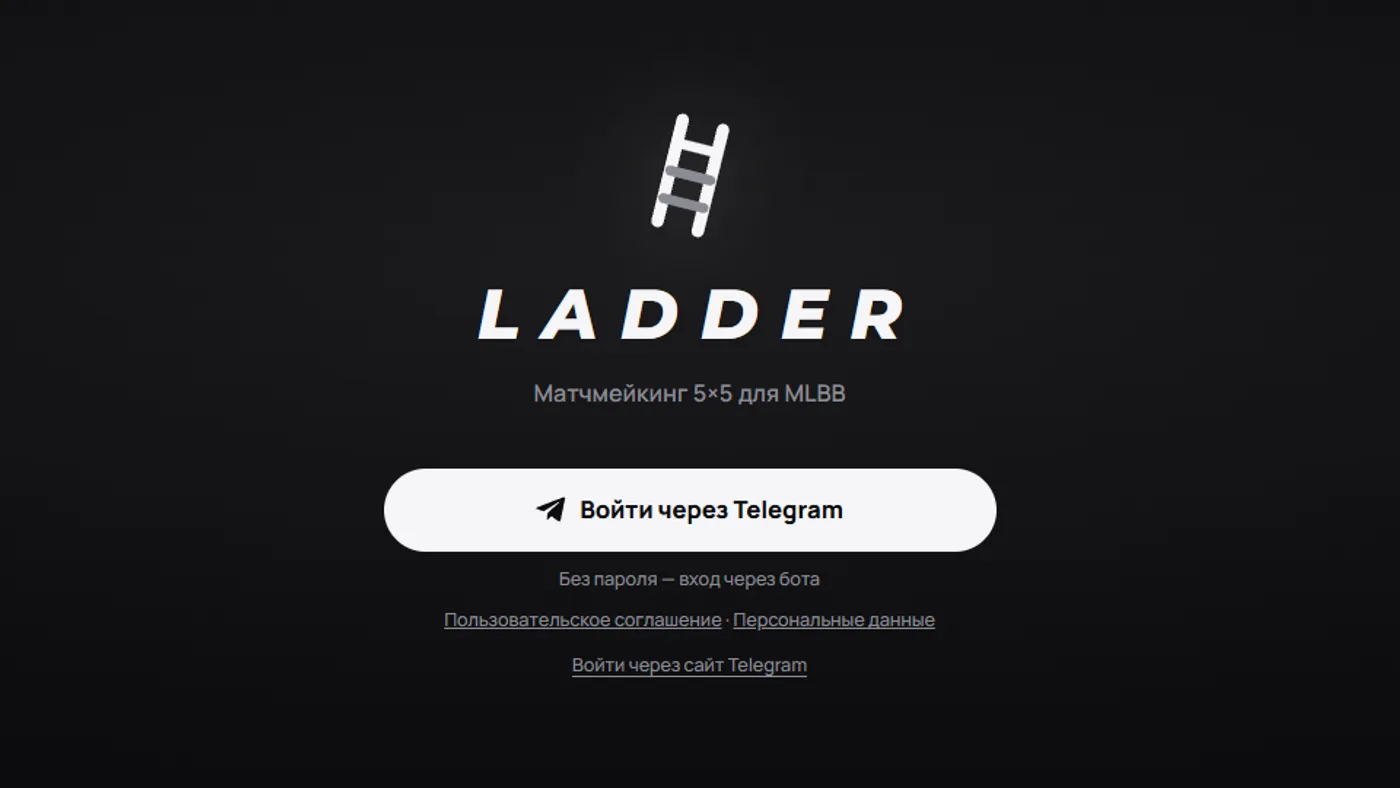 LADDER
Матчмейкинг 5×5 для MLBB
Войти через Telegram
Без пароля — вход через бота
Пользовательское соглашение · Персональные данные
Войти через сайт Telegram